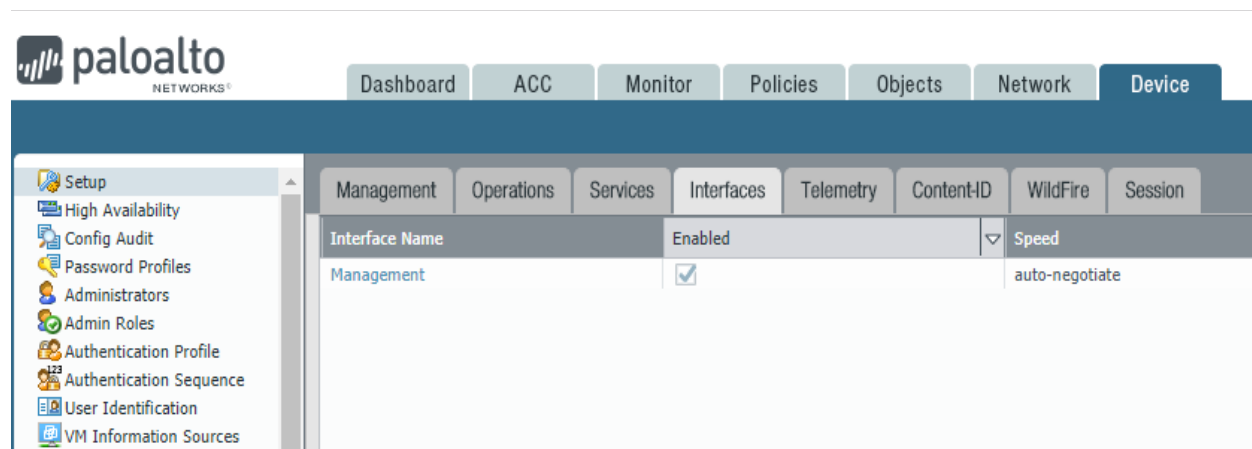 paloalto
NETWORKS®
Dashboard ACC Monitor Policies Objects Network Device
Setup
High Availability
Config Audit
Password Profiles
Administrators
Admin Roles
Authentication Profile
123
Authentication Sequence
User Identification
VM Information Sources
Management Operations Services Interfaces Telemetry Content-ID WildFire Session
Interface Name Enabled Speed
Management auto-negotiate